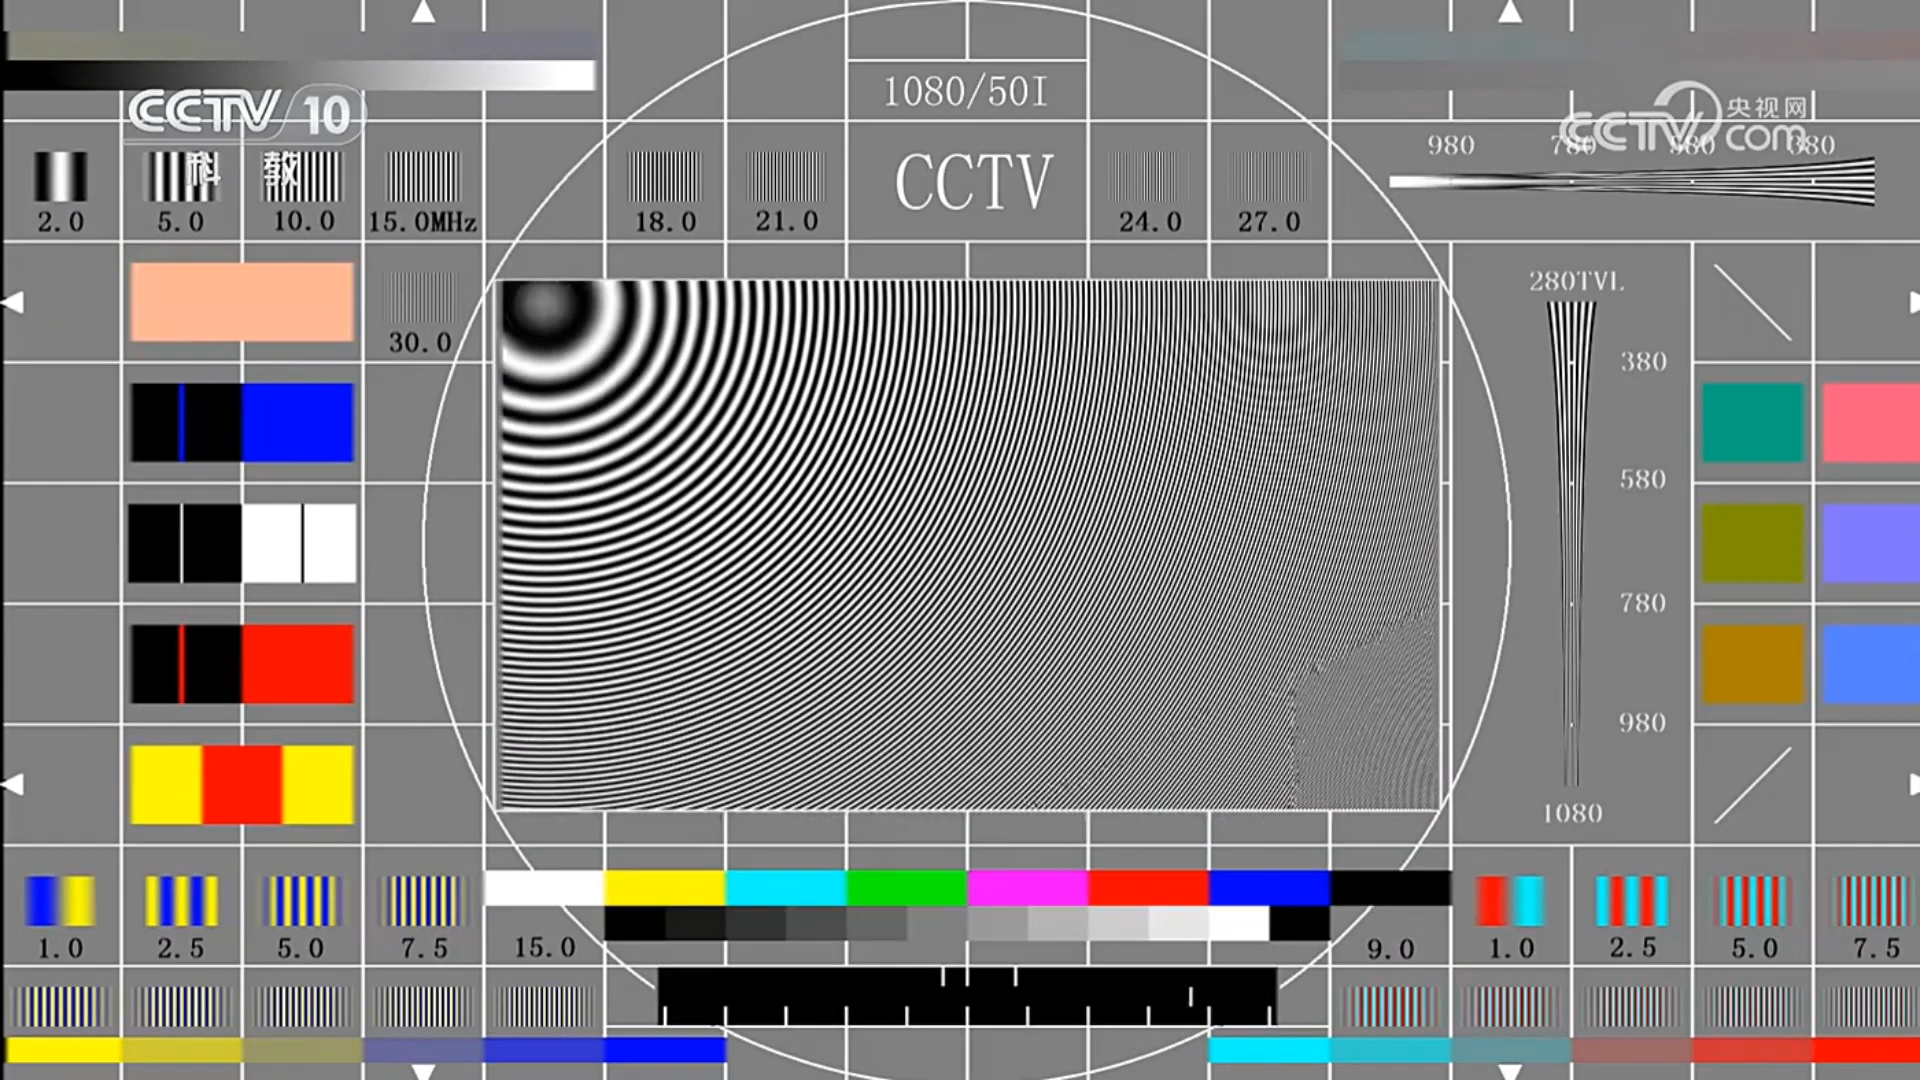 1080/50I
CCTV 10
科 教
CCTV
央视网
CCTV com
980 780 580 380
2.0 5.0 10.0 15.0MHz 18.0 21.0 24.0 27.0
280TVL
30.0
380
580
780
980
1080
1.0 2.5 5.0 7.5 15.0 9.0 1.0 2.5 5.0 7.5